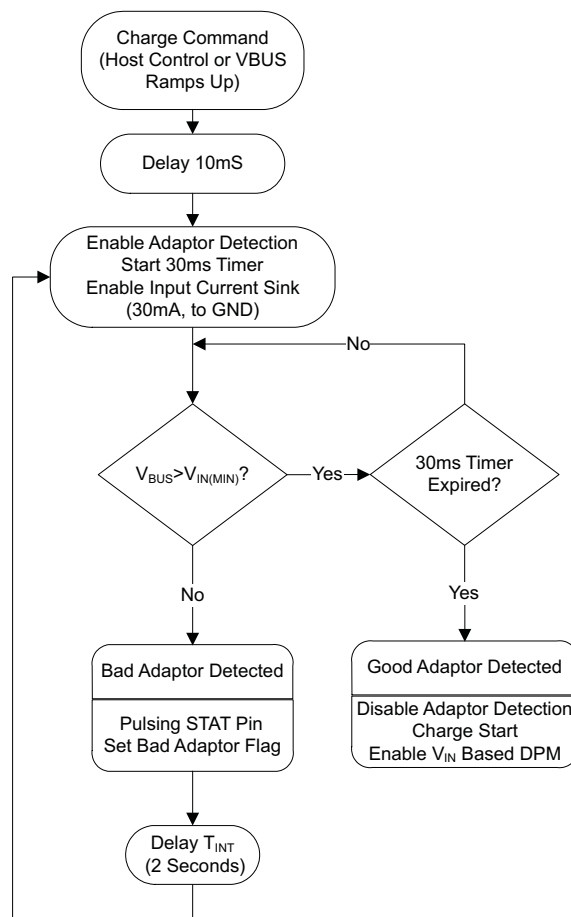 Charge Command
(Host Control or VBUS
Ramps Up)
Delay 10mS
Enable Adaptor Detection
Start 30ms Timer
Enable Input Current Sink
(30mA, to GND)
No
VBUS>VIN(MIN)?
Yes
30ms Timer
Expired?
No
Yes
Bad Adaptor Detected
Pulsing STAT Pin
Set Bad Adaptor Flag
Good Adaptor Detected
Disable Adaptor Detection
Charge Start
Enable VIN Based DPM
Delay TINT
(2 Seconds)